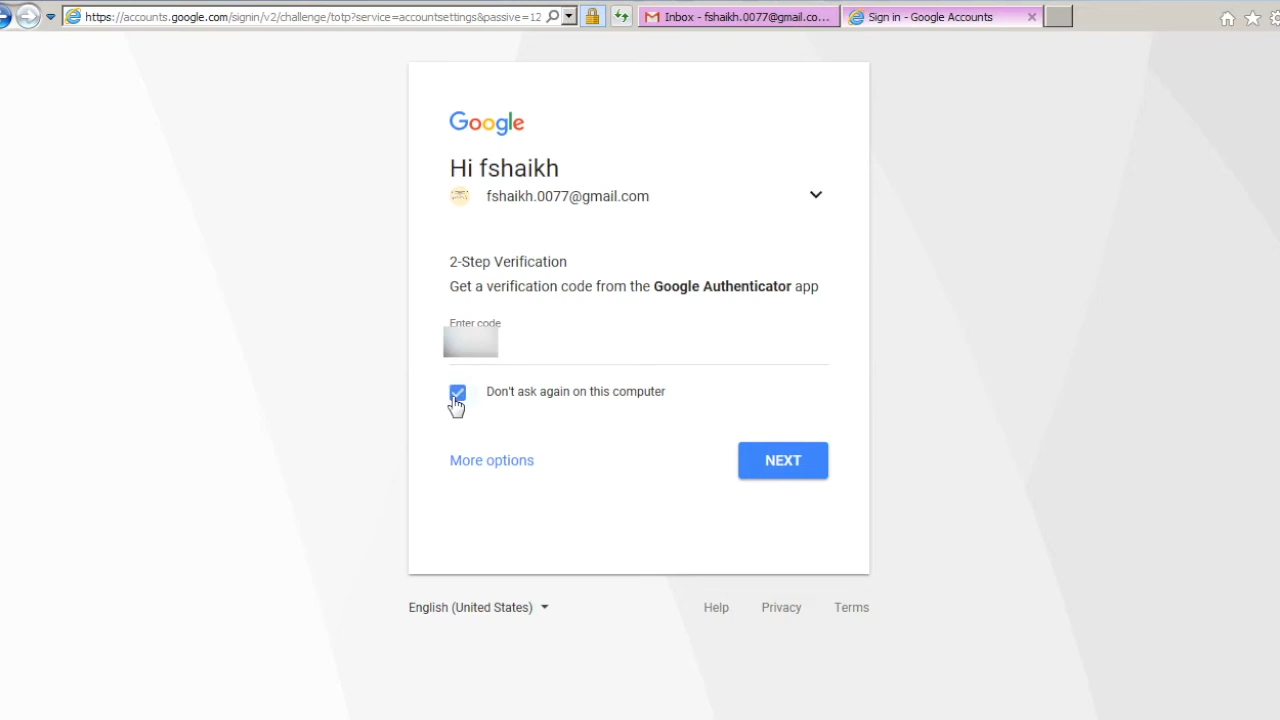 https://accounts.google.com/signin/v2/challenge/totp?service=accountsettings&passive=12
Inbox - fshaikh.0077@gmail.co...
Sign in - Google Accounts
Google
Hi fshaikh
fshaikh.0077@gmail.com
2-Step Verification
Get a verification code from the Google Authenticator app
Enter code
Don't ask again on this computer
More options
NEXT
English (United States)
Help
Privacy
Terms